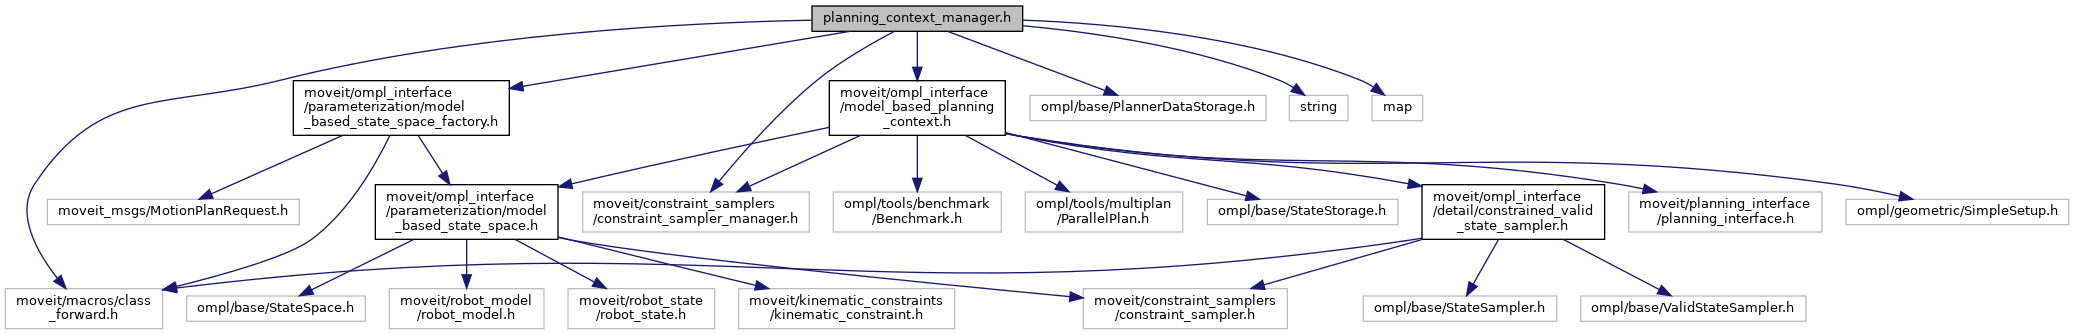 planning_context_manager.h
moveit/ompl_interface
/parameterization/model
_based_state_space_factory.h
moveit/ompl_interface
/model_based_planning
_context.h
ompl/base/PlannerDataStorage.h
string
map
moveit_msgs/MotionPlanRequest.h
moveit/ompl_interface
/parameterization/model
_based_state_space.h
moveit/constraint_samplers
/constraint_sampler_manager.h
ompl/tools/benchmark
/Benchmark.h
ompl/tools/multiplan
/ParallelPlan.h
ompl/base/StateStorage.h
moveit/ompl_interface
/detail/constrained_valid
_state_sampler.h
moveit/planning_interface
/planning_interface.h
ompl/geometric/SimpleSetup.h
moveit/macros/class
_forward.h
ompl/base/StateSpace.h
moveit/robot_model
/robot_model.h
moveit/robot_state
/robot_state.h
moveit/kinematic_constraints
/kinematic_constraint.h
moveit/constraint_samplers
/constraint_sampler.h
ompl/base/StateSampler.h
ompl/base/ValidStateSampler.h